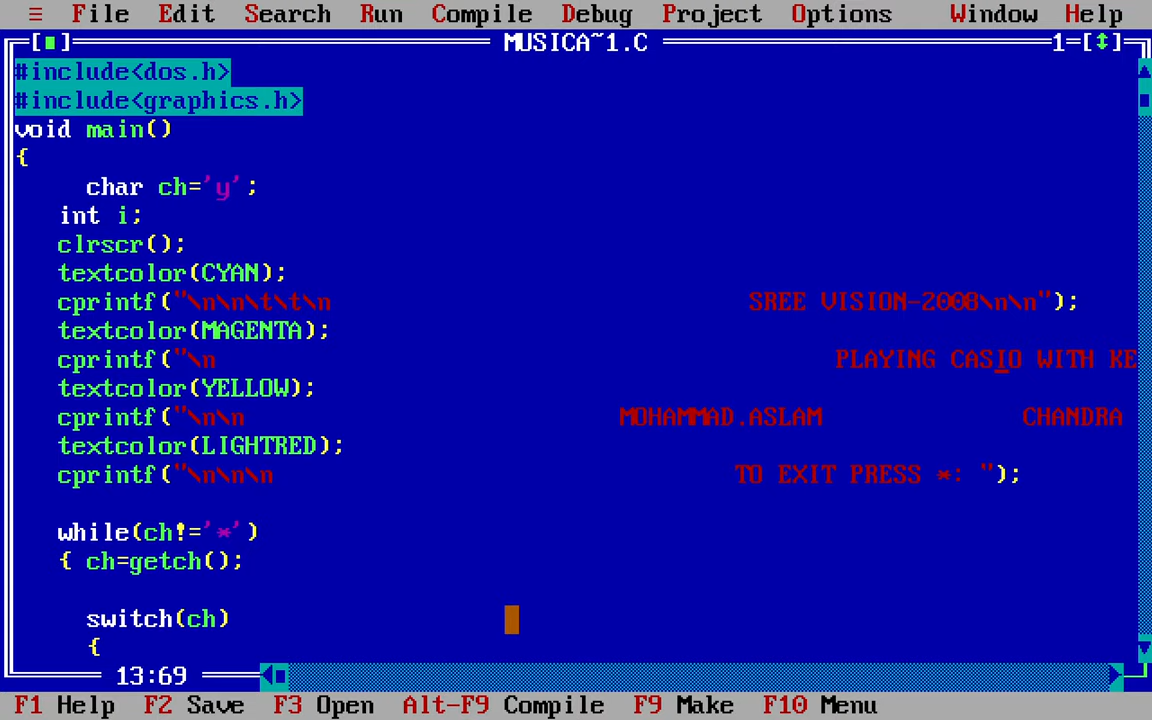 ≡ File Edit Search Run Compile Debug Project Options Window Help
[■] MUSICA~1.C 1=[↕]
#include<dos.h>
#include<graphics.h>
void main()
{
char ch='y';
int i;
clrscr();
textcolor(CYAN);
cprintf("\n\n\t\t\n SREE VISION-2008\n\n");
textcolor(MAGENTA);
cprintf("\n PLAYING CASIO WITH KE
textcolor(YELLOW);
cprintf("\n\n MOHAMMAD.ASLAM CHANDRA
textcolor(LIGHTRED);
cprintf("\n\n\n TO EXIT PRESS *: ");
while(ch!='*')
{ ch=getch();
switch(ch)
{
13:69
F1 Help F2 Save F3 Open Alt-F9 Compile F9 Make F10 Menu